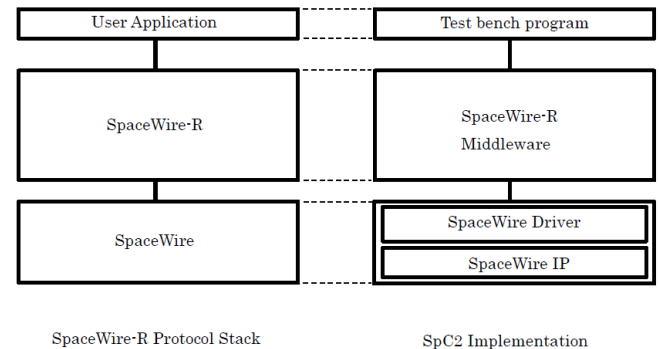 User Application
Test bench program
SpaceWire-R
SpaceWire-R
Middleware
SpaceWire
SpaceWire Driver
SpaceWire IP
SpaceWire-R Protocol Stack
SpC2 Implementation